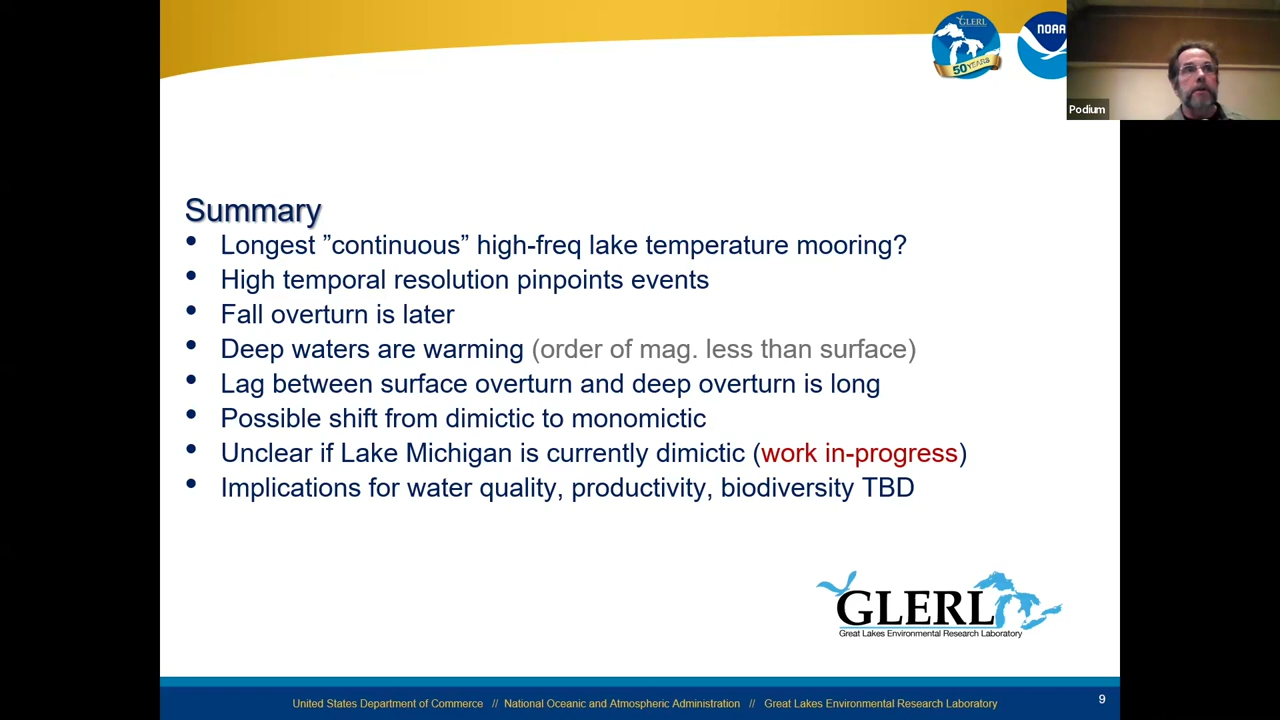 GLERL
50 YEARS
NOAA
Podium
Summary
• Longest ”continuous” high-freq lake temperature mooring?
• High temporal resolution pinpoints events
• Fall overturn is later
• Deep waters are warming (order of mag. less than surface)
• Lag between surface overturn and deep overturn is long
• Possible shift from dimictic to monomictic
• Unclear if Lake Michigan is currently dimictic (work in-progress)
• Implications for water quality, productivity, biodiversity TBD
GLERL
Great Lakes Environmental Research Laboratory
United States Department of Commerce // National Oceanic and Atmospheric Administration // Great Lakes Environmental Research Laboratory
9